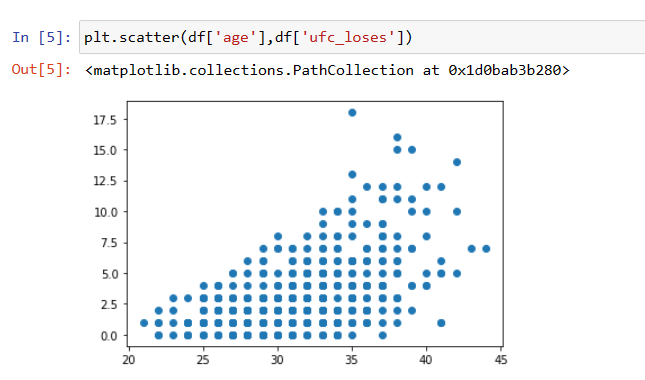 In [5]: plt.scatter(df['age'],df['ufc_loses'])
Out[5]: <matplotlib.collections.PathCollection at 0x1d0bab3b280>
17.5
15.0
12.5
10.0
7.5
5.0
2.5
0.0
20 25 30 35 40 45